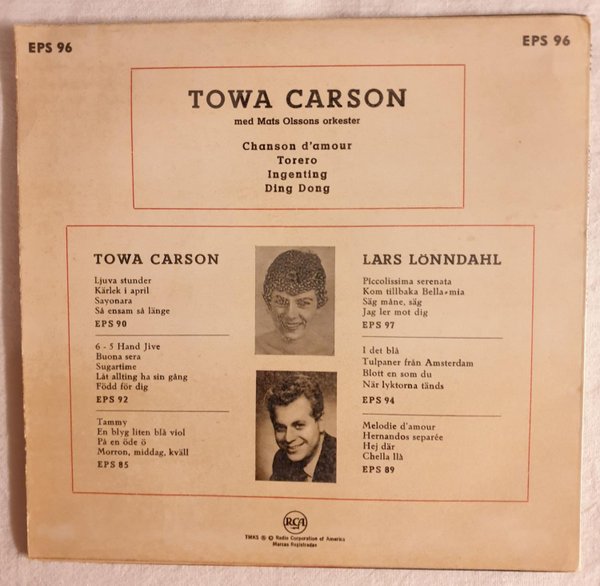 EPS 96
EPS 96
TOWA CARSON
med Mats Olssons orkester
Chanson d'amour
Torero
Ingenting
Ding Dong
TOWA CARSON
Ljuva stunder
Kärlek i april
Sayonara
Så ensam så länge
EPS 90
6 - 5 Hand Jive
Buona sera
Sugartime
Låt allting ha sin gång
Född för dig
EPS 92
Tammy
En blyg liten blå viol
På en öde ö
Morron, middag, kväll
EPS 85
LARS LÖNNDAHL
Piccolissima serenata
Kom tillbaka Bella-mia
Säg måne, säg
Jag ler mot dig
EPS 97
I det blå
Tulpaner från Amsterdam
Blott en som du
När lyktorna tänds
EPS 94
Melodie d'amour
Hernandos separée
Hej där
Chella llà
EPS 89
RCA
TMKS ® © Radio Corporation of America
Marcas Registradas